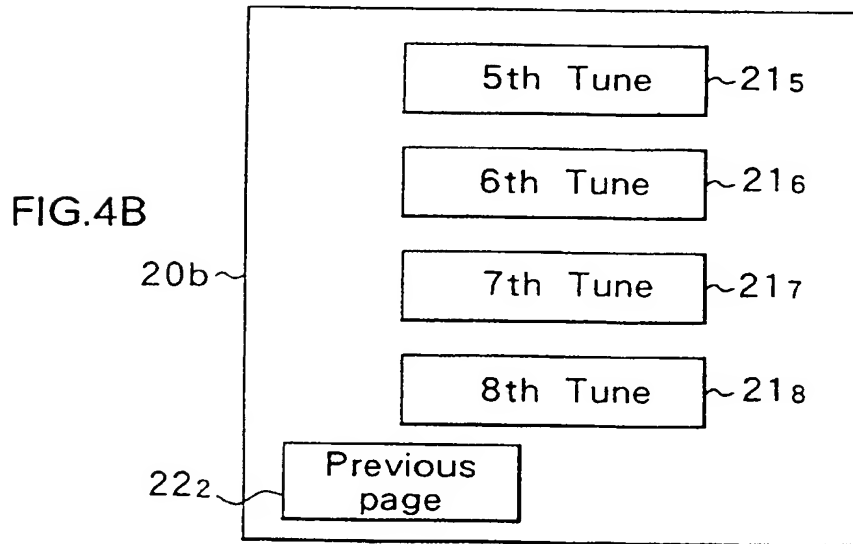 5th Tune 21₅
6th Tune 21₆
FIG.4B
20b
7th Tune 21₇
8th Tune 21₈
Previous
page
22₂